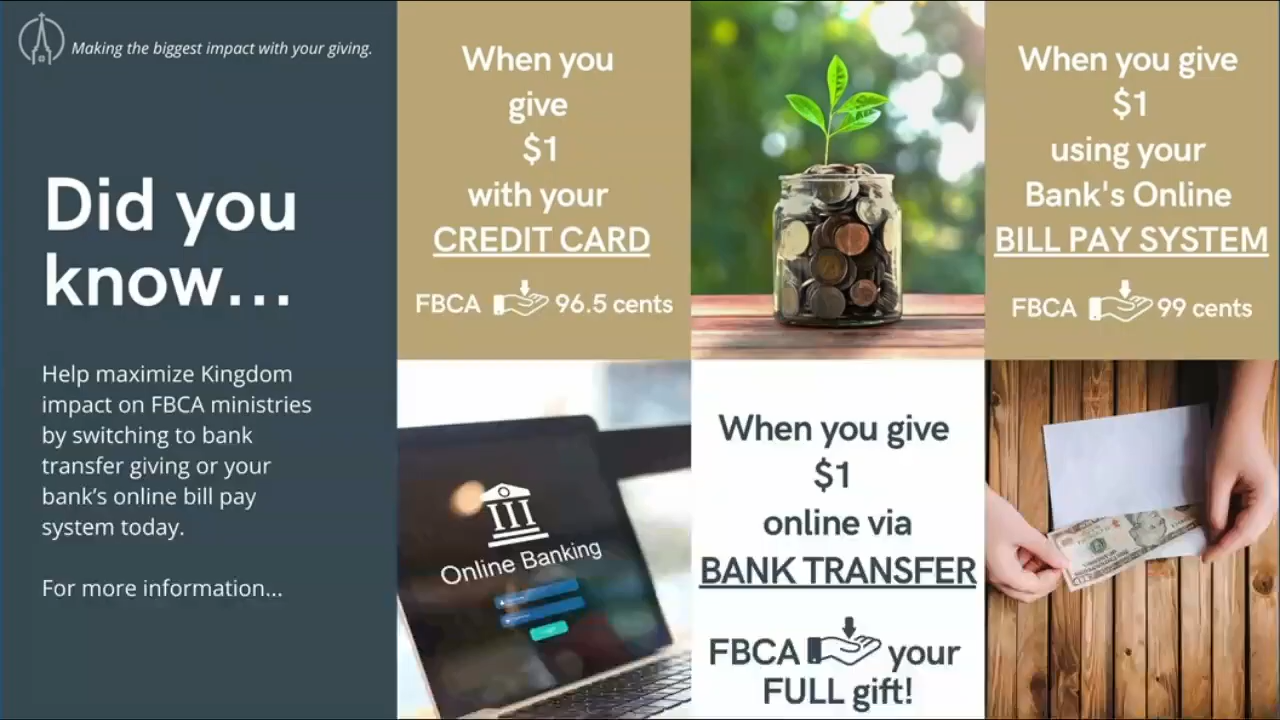 Making the biggest impact with your giving.
Did you
know...
Help maximize Kingdom
impact on FBCA ministries
by switching to bank
transfer giving or your
bank's online bill pay
system today.
For more information...
When you
give
$1
with your
CREDIT CARD
FBCA 96.5 cents
When you give
$1
using your
Bank's Online
BILL PAY SYSTEM
FBCA 99 cents
Online Banking
When you give
$1
online via
BANK TRANSFER
FBCA your
FULL gift!